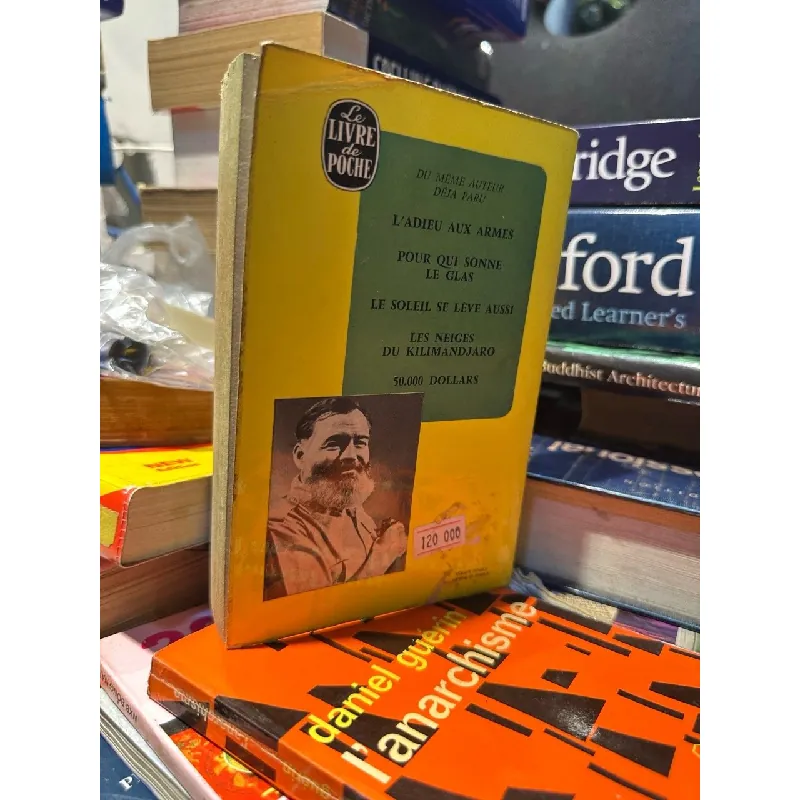 Le
LIVRE
de
POCHE
DU MÊME AUTEUR
DÉJÀ PARU
L'ADIEU AUX ARMES
POUR QUI SONNE
LE GLAS
LE SOLEIL SE LÈVE AUSSI
LES NEIGES
DU KILIMANDJARO
50.000 DOLLARS
120 000
ridge
ford
ed Learner's
Buddhist Architectu
ssional
NEW
daniel guérin
l'anarchisme